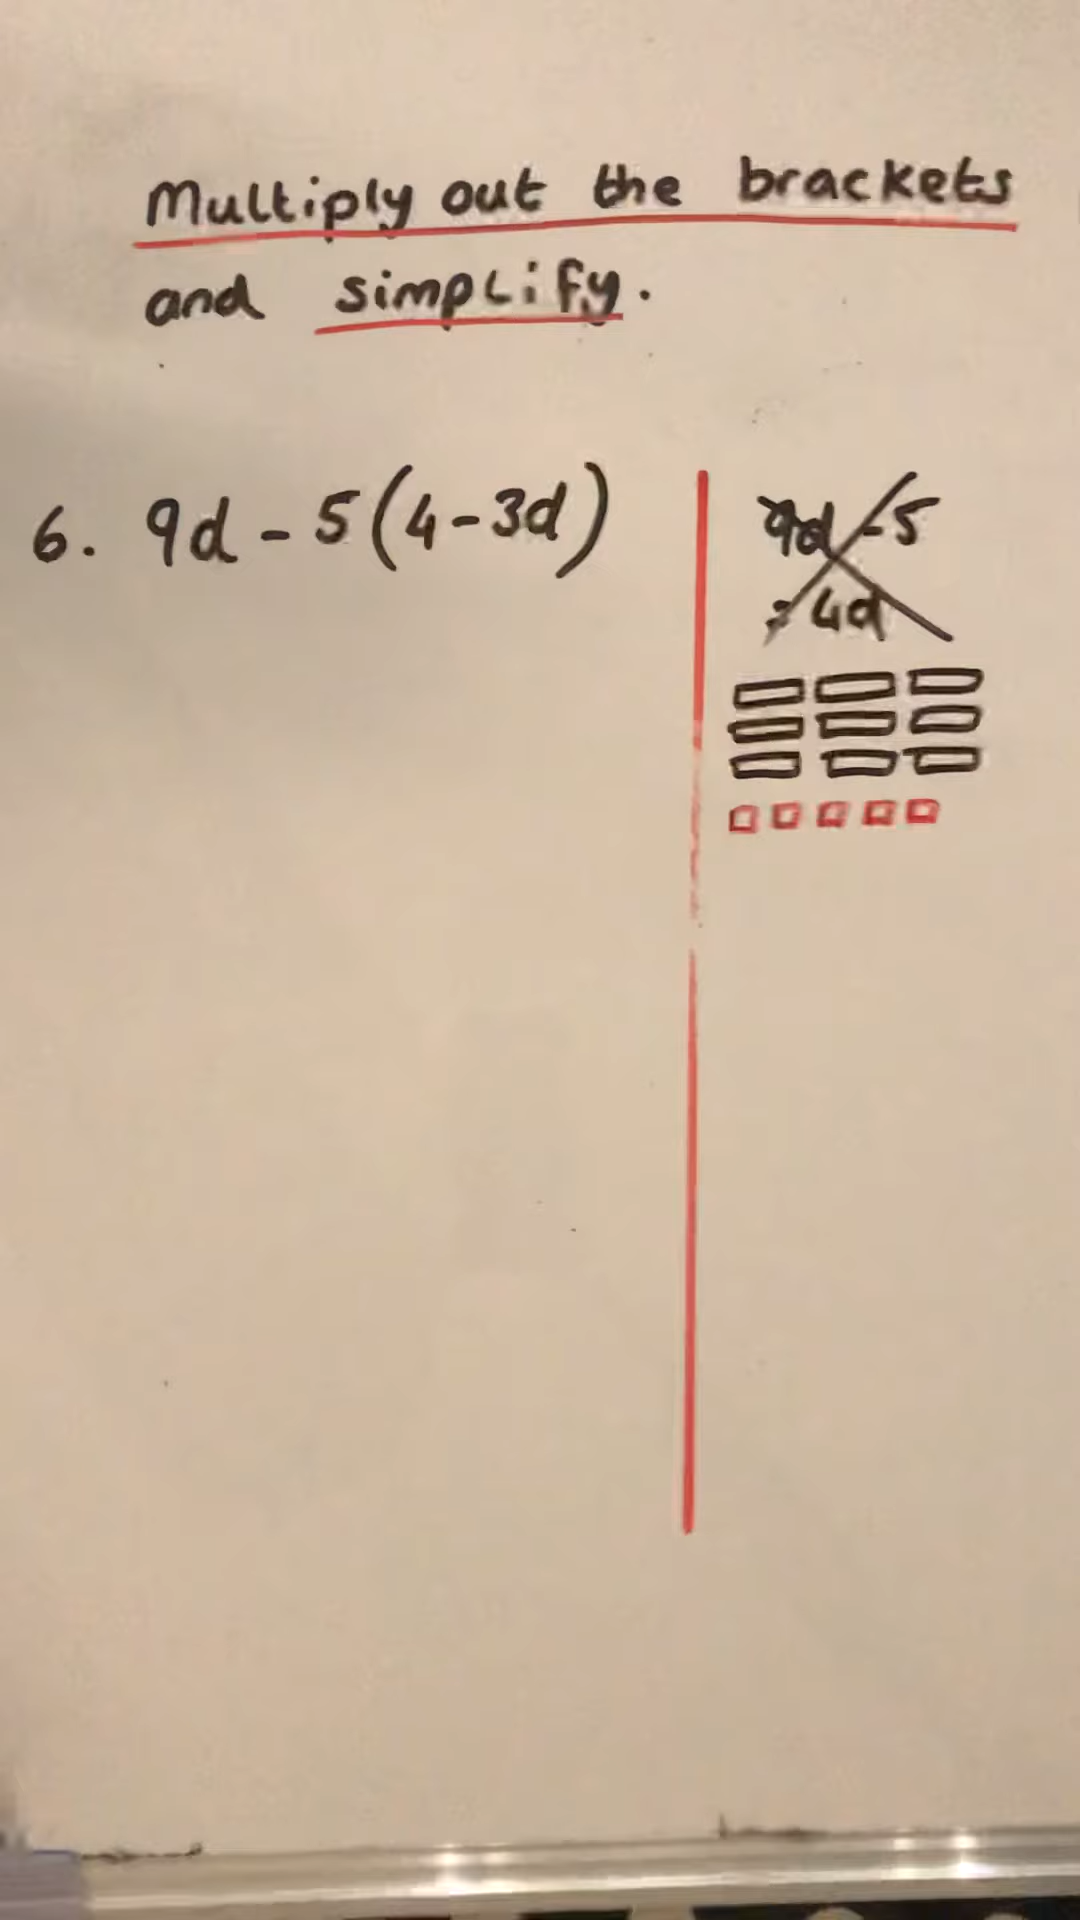 Multiply out the brackets
and simplify.
6. 9d - 5(4-3d)
9d - 5
= 4d